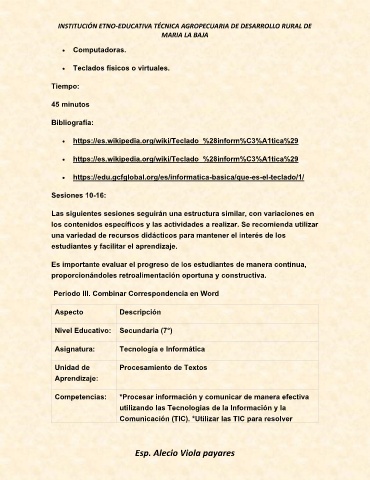 INSTITUCIÓN ETNO-EDUCATIVA TÉCNICA AGROPECUARIA DE DESARROLLO RURAL DE
MARIA LA BAJA
• Computadoras.
• Teclados físicos o virtuales.
Tiempo:
45 minutos
Bibliografía:
• https://es.wikipedia.org/wiki/Teclado_%28inform%C3%A1tica%29
• https://es.wikipedia.org/wiki/Teclado_%28inform%C3%A1tica%29
• https://edu.gcfglobal.org/es/informatica-basica/que-es-el-teclado/1/
Sesiones 10-16:
Las siguientes sesiones seguirán una estructura similar, con variaciones en
los contenidos específicos y las actividades a realizar. Se recomienda utilizar
una variedad de recursos didácticos para mantener el interés de los
estudiantes y facilitar el aprendizaje.
Es importante evaluar el progreso de los estudiantes de manera continua,
proporcionándoles retroalimentación oportuna y constructiva.
Periodo III. Combinar Correspondencia en Word
Aspecto Descripción
Nivel Educativo: Secundaria (7°)
Asignatura: Tecnología e Informática
Unidad de Procesamiento de Textos
Aprendizaje:
Competencias: *Procesar información y comunicar de manera efectiva
utilizando las Tecnologías de la Información y la
Comunicación (TIC). *Utilizar las TIC para resolver
Esp. Alecio Viola payares